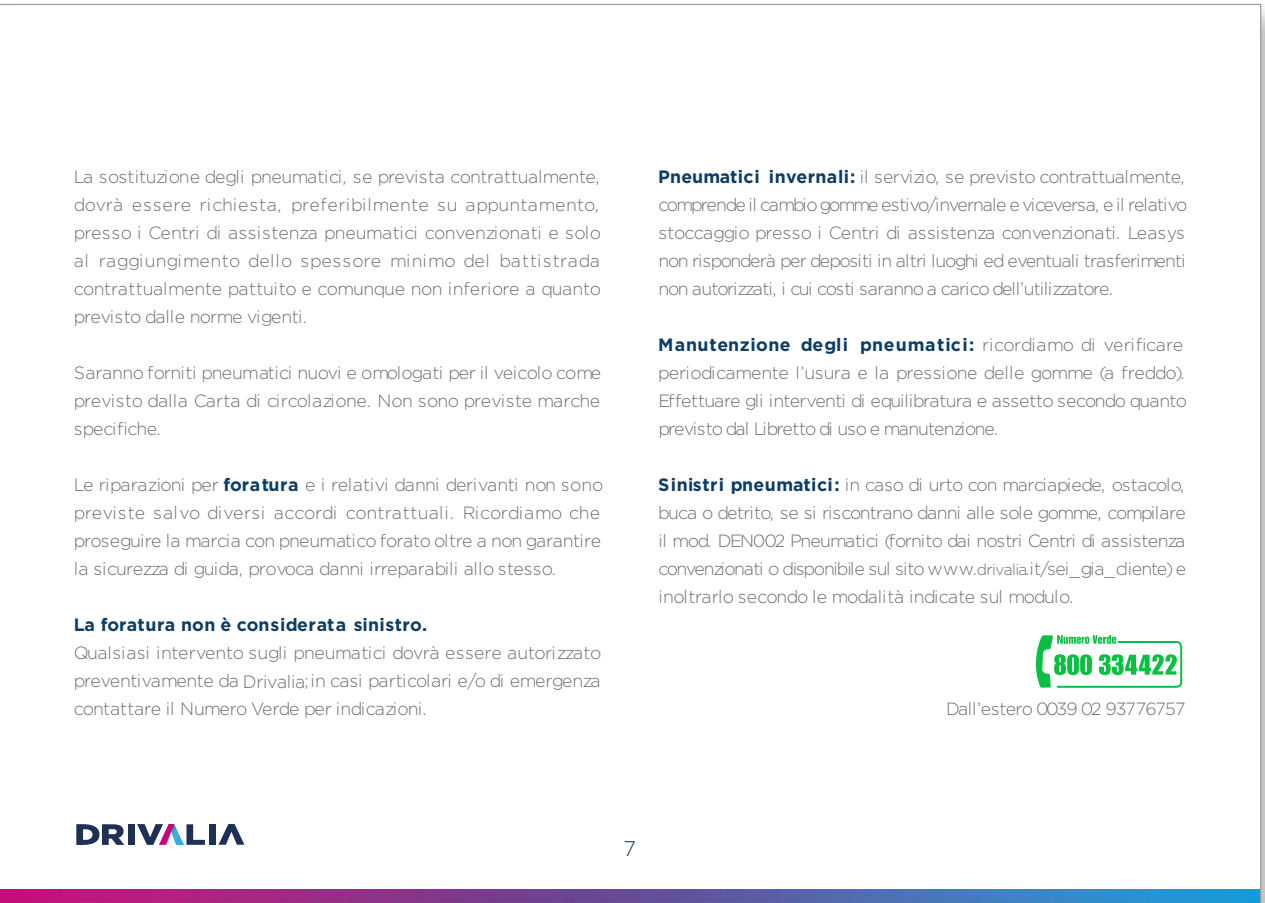 La sostituzione degli pneumatici, se prevista contrattualmente,
dovrà essere richiesta, preferibilmente su appuntamento,
presso i Centri di assistenza pneumatici convenzionati e solo
al raggiungimento dello spessore minimo del battistrada
contrattualmente pattuito e comunque non inferiore a quanto
previsto dalle norme vigenti.
Saranno forniti pneumatici nuovi e omologati per il veicolo come
previsto dalla Carta di circolazione. Non sono previste marche
specifiche.
Le riparazioni per foratura e i relativi danni derivanti non sono
previste salvo diversi accordi contrattuali. Ricordiamo che
proseguire la marcia con pneumatico forato oltre a non garantire
la sicurezza di guida, provoca danni irreparabili allo stesso.
La foratura non è considerata sinistro.
Qualsiasi intervento sugli pneumatici dovrà essere autorizzato
preventivamente da Drivalia; in casi particolari e/o di emergenza
contattare il Numero Verde per indicazioni.
Pneumatici invernali: il servizio, se previsto contrattualmente,
comprende il cambio gomme estivo/invernale e viceversa, e il relativo
stoccaggio presso i Centri di assistenza convenzionati. Leasys
non risponderà per depositi in altri luoghi ed eventuali trasferimenti
non autorizzati, i cui costi saranno a carico dell'utilizzatore.
Manutenzione degli pneumatici: ricordiamo di verificare
periodicamente l'usura e la pressione delle gomme (a freddo).
Effettuare gli interventi di equilibratura e assetto secondo quanto
previsto dal Libretto di uso e manutenzione.
Sinistri pneumatici: in caso di urto con marciapiede, ostacolo,
buca o detrito, se si riscontrano danni alle sole gomme, compilare
il mod. DEN002 Pneumatici (fornito dai nostri Centri di assistenza
convenzionati o disponibile sul sito www.drivalia.it/sei_gia_cliente) e
inoltrarlo secondo le modalità indicate sul modulo.
Numero Verde
800 334422
Dall'estero 0039 02 93776757
DRIVALIA
7